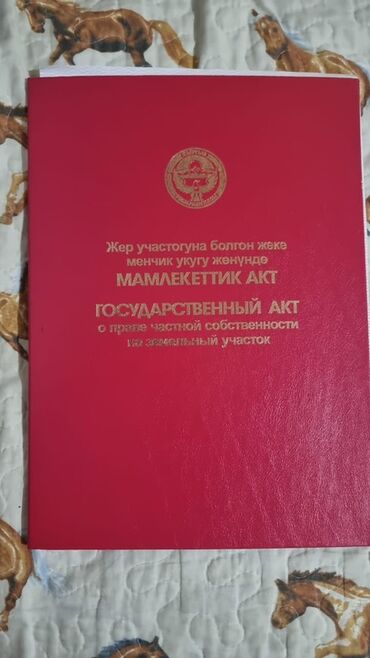 Жер участогуна болгон жеке
менчик укугу жөнүндө
МАМЛЕКЕТТИК АКТ
ГОСУДАРСТВЕННЫЙ АКТ
о праве частной собственности
на земельный участок